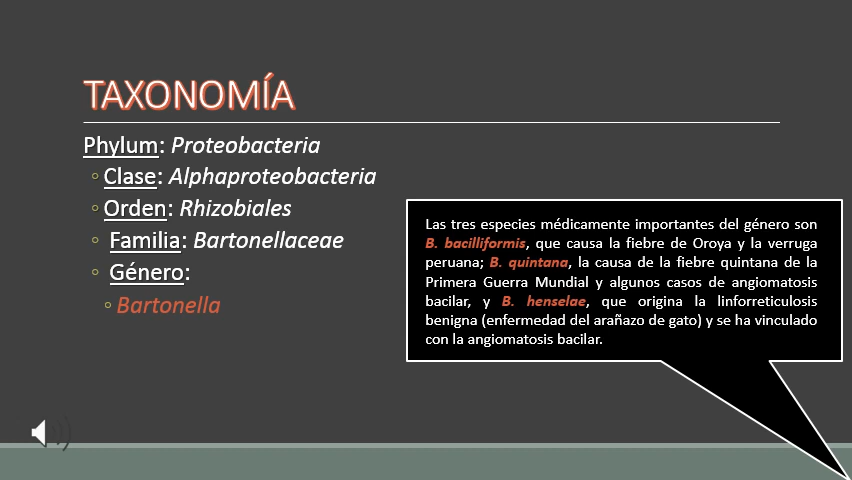 TAXONOMÍA
Phylum: Proteobacteria
◦ Clase: Alphaproteobacteria
◦ Orden: Rhizobiales
◦ Familia: Bartonellaceae
◦ Género:
◦ Bartonella
Las tres especies médicamente importantes del género son
B. bacilliformis, que causa la fiebre de Oroya y la verruga
peruana; B. quintana, la causa de la fiebre quintana de la
Primera Guerra Mundial y algunos casos de angiomatosis
bacilar, y B. henselae, que origina la linforreticulosis
benigna (enfermedad del arañazo de gato) y se ha vinculado
con la angiomatosis bacilar.